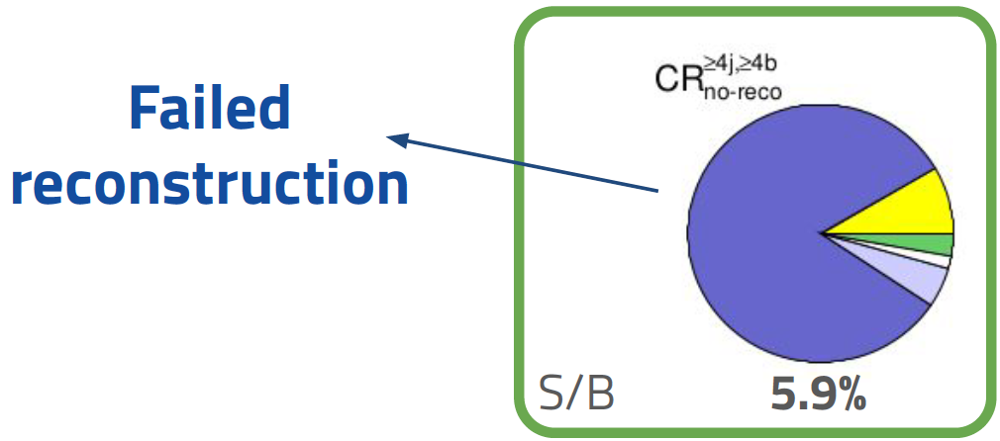 Failed
reconstruction
CR≥4j,≥4b
no-reco
S/B 5.9%